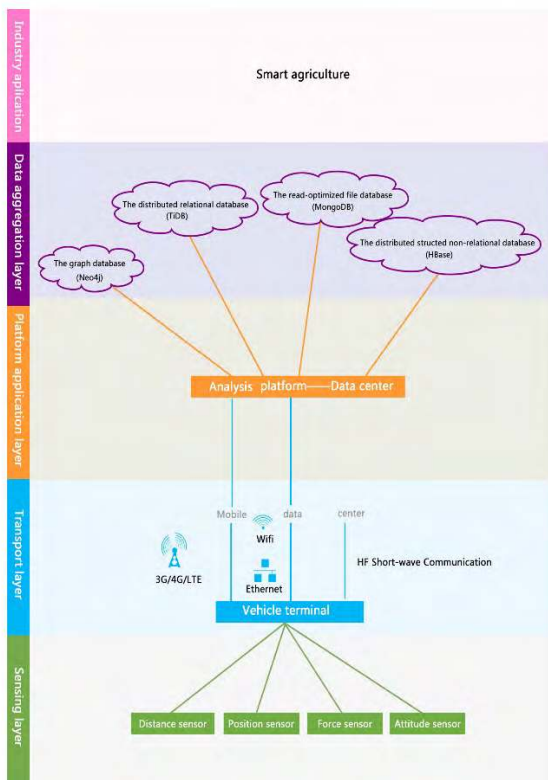 Industry aplication
Smart agriculture
Data aggregation layer
The read-optimized file database
(MongoDB)
The distributed relational database
(TiDB)
The distributed structed non-relational database
(HBase)
The graph database
(Neo4j)
Platform application layer
Analysis platform——Data center
Transport layer
Mobile data center
Wifi
3G/4G/LTE
HF Short-wave Communication
Ethernet
Vehicle terminal
Sensing layer
Distance sensor
Position sensor
Force sensor
Attitude sensor